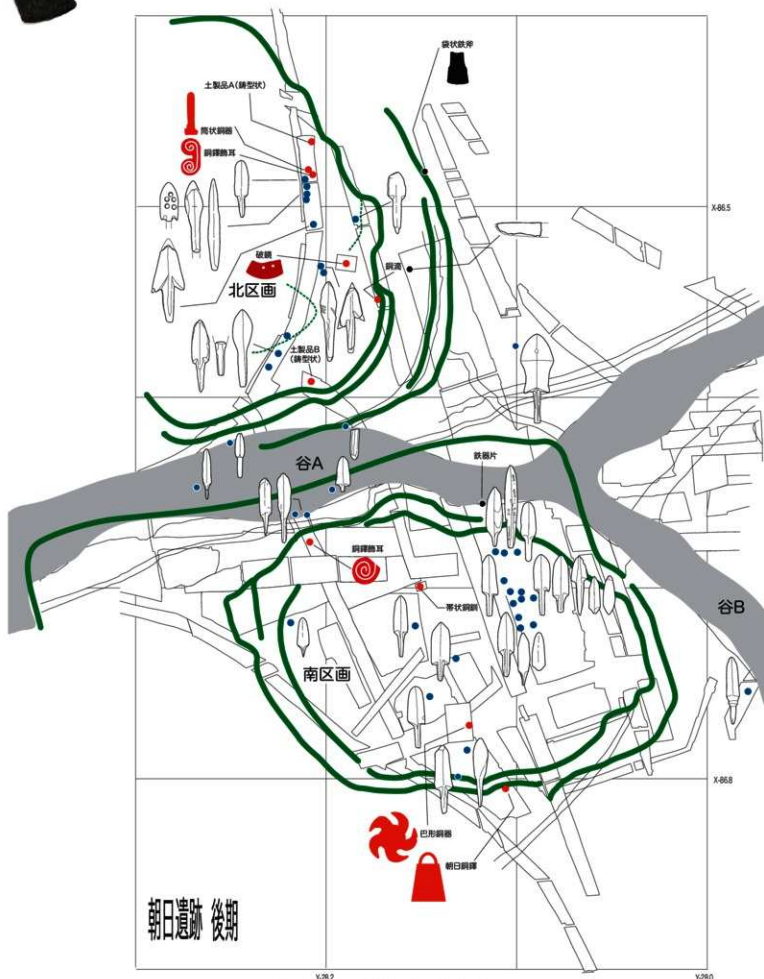 袋状鉄斧
土製品A(鋳型状)
筒状銅器
銅鐸飾耳
X-86.5
破鏡
銅滴
北区画
土製品B
(鋳型状)
谷A
鉄器片
銅鐸飾耳
帯状銅釧
谷B
南区画
X-86.8
巴形銅器
朝日銅鐸
朝日遺跡 後期